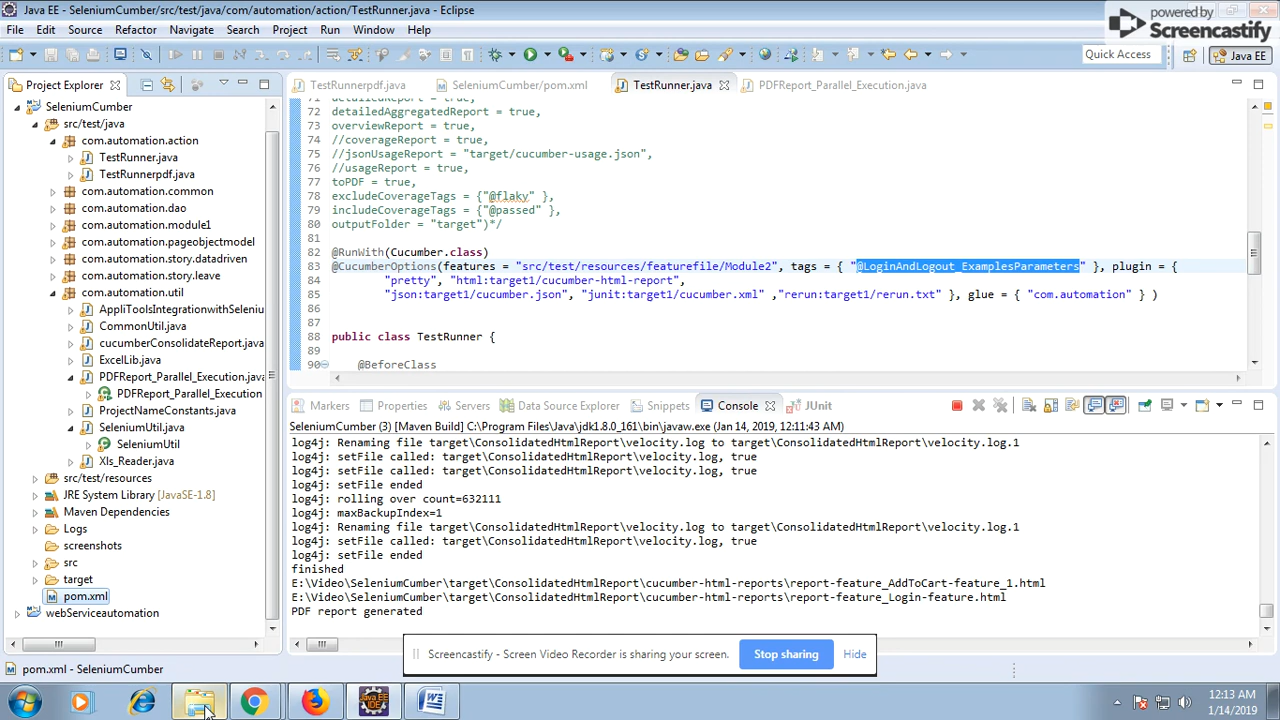 Java EE - SeleniumCumber/src/test/java/com/automation/action/TestRunner.java - Eclipse
powered by
Screencastify
File Edit Source Refactor Navigate Search Project Run Window Help
Quick Access
Java EE
Project Explorer
TestRunnerpdf.java
SeleniumCumber/pom.xml
TestRunner.java
PDFReport_Parallel_Execution.java
SeleniumCumber
src/test/java
com.automation.action
TestRunner.java
TestRunnerpdf.java
com.automation.common
com.automation.dao
com.automation.module1
com.automation.pageobjectmodel
com.automation.story.datadriven
com.automation.story.leave
com.automation.util
AppliToolsIntegrationwithSeleniu
CommonUtil.java
cucumberConsolidateReport.java
ExcelLib.java
PDFReport_Parallel_Execution.java
PDFReport_Parallel_Execution
ProjectNameConstants.java
SeleniumUtil.java
SeleniumUtil
Xls_Reader.java
src/test/resources
JRE System Library [JavaSE-1.8]
Maven Dependencies
Logs
screenshots
src
target
pom.xml
webServiceautomation
71 detailedReport = true,
72 detailedAggregatedReport = true,
73 overviewReport = true,
74 //coverageReport = true,
75 //jsonUsageReport = "target/cucumber-usage.json",
76 //usageReport = true,
77 toPDF = true,
78 excludeCoverageTags = {"@flaky" },
79 includeCoverageTags = {"@passed" },
80 outputFolder = "target")*/
81
82 @RunWith(Cucumber.class)
83 @CucumberOptions(features = "src/test/resources/featurefile/Module2", tags = { "@LoginAndLogout_ExamplesParameters" }, plugin = {
84 "pretty", "html:target1/cucumber-html-report",
85 "json:target1/cucumber.json", "junit:target1/cucumber.xml" ,"rerun:target1/rerun.txt" }, glue = { "com.automation" } )
86
88 public class TestRunner {
89
90 @BeforeClass
Markers Properties Servers Data Source Explorer Snippets Console JUnit
SeleniumCumber (3) [Maven Build] C:\Program Files\Java\jdk1.8.0_161\bin\javaw.exe (Jan 14, 2019, 12:11:43 AM)
log4j: Renaming file target\ConsolidatedHtmlReport\velocity.log to target\ConsolidatedHtmlReport\velocity.log.1
log4j: setFile called: target\ConsolidatedHtmlReport\velocity.log, true
log4j: setFile called: target\ConsolidatedHtmlReport\velocity.log, true
log4j: setFile ended
log4j: rolling over count=632111
log4j: maxBackupIndex=1
log4j: Renaming file target\ConsolidatedHtmlReport\velocity.log to target\ConsolidatedHtmlReport\velocity.log.1
log4j: setFile called: target\ConsolidatedHtmlReport\velocity.log, true
log4j: setFile ended
finished
E:\Video\SeleniumCumber\target\ConsolidatedHtmlReport\cucumber-html-reports\report-feature_AddToCart-feature_1.html
E:\Video\SeleniumCumber\target\ConsolidatedHtmlReport\cucumber-html-reports\report-feature_Login-feature.html
PDF report generated
Screencastify - Screen Video Recorder is sharing your screen.
Stop sharing
Hide
pom.xml - SeleniumCumber
Java EE
IDE
12:13 AM
1/14/2019